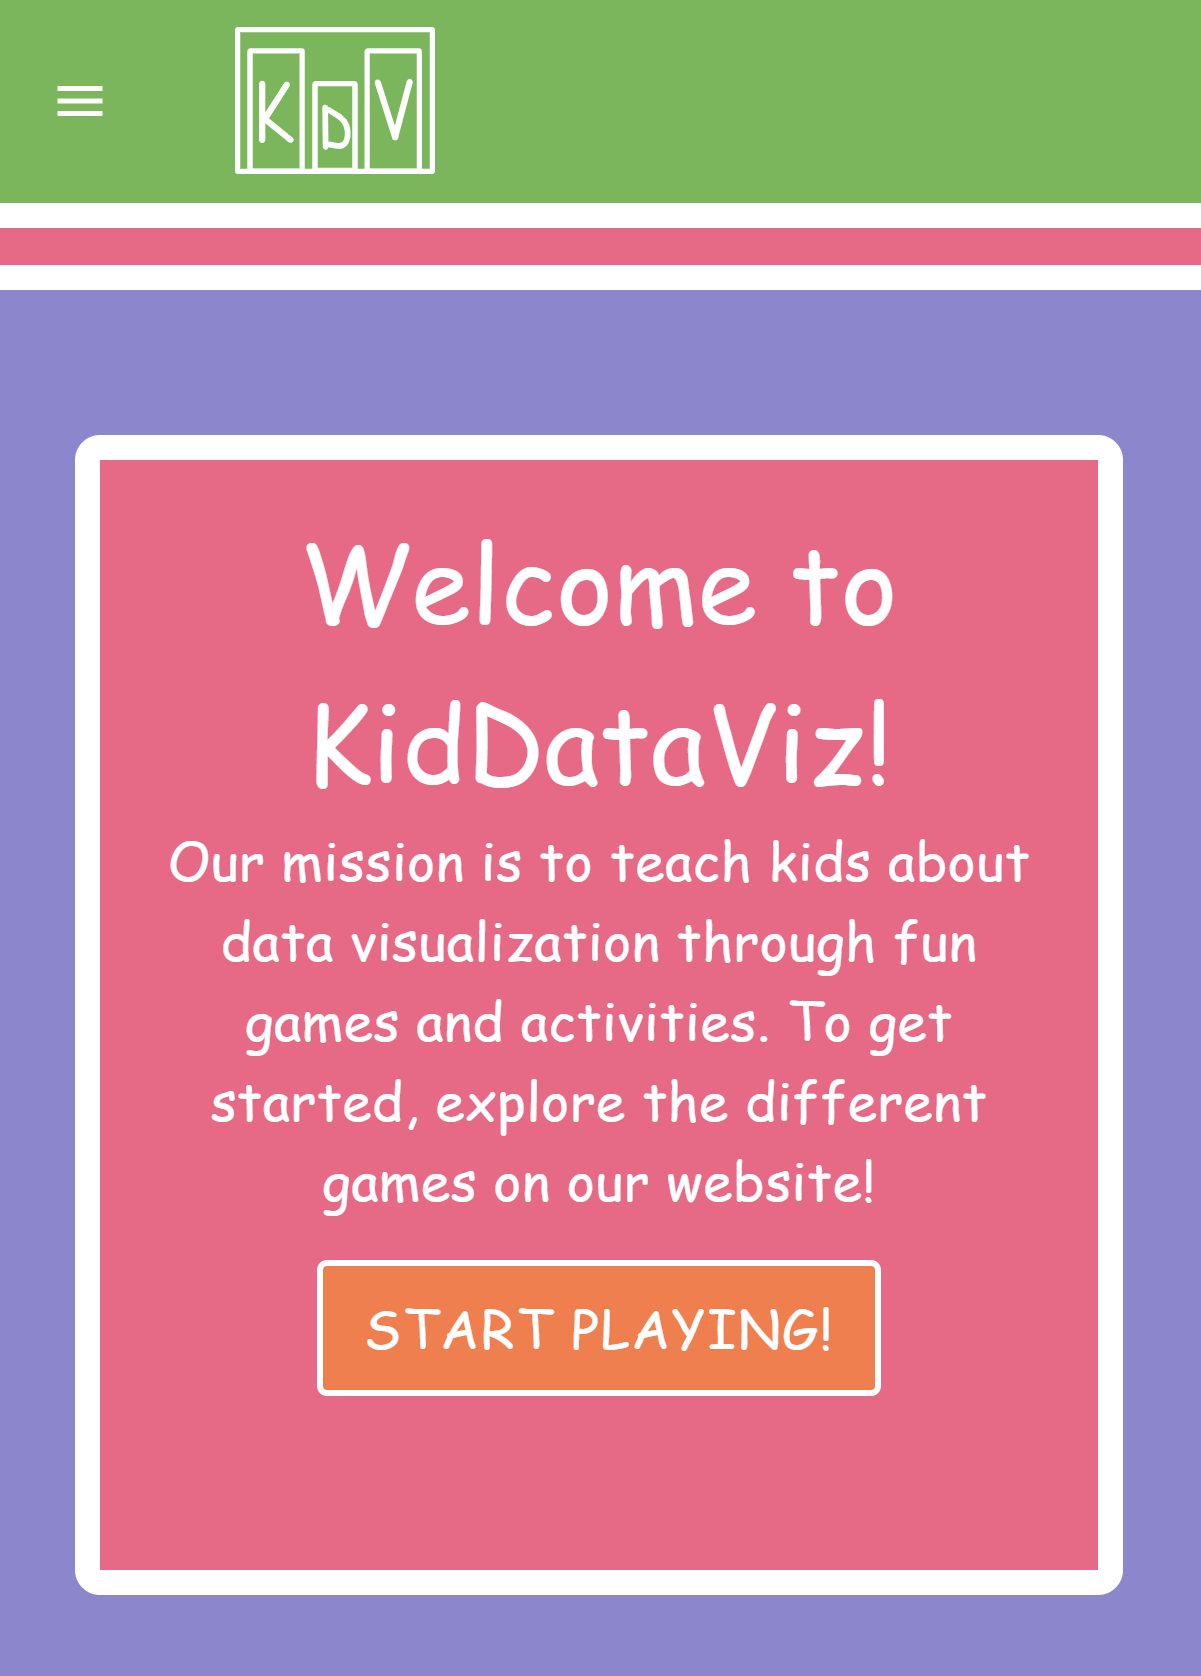 KDV
Welcome to
KidDataViz!
Our mission is to teach kids about
data visualization through fun
games and activities. To get
started, explore the different
games on our website!
START PLAYING!